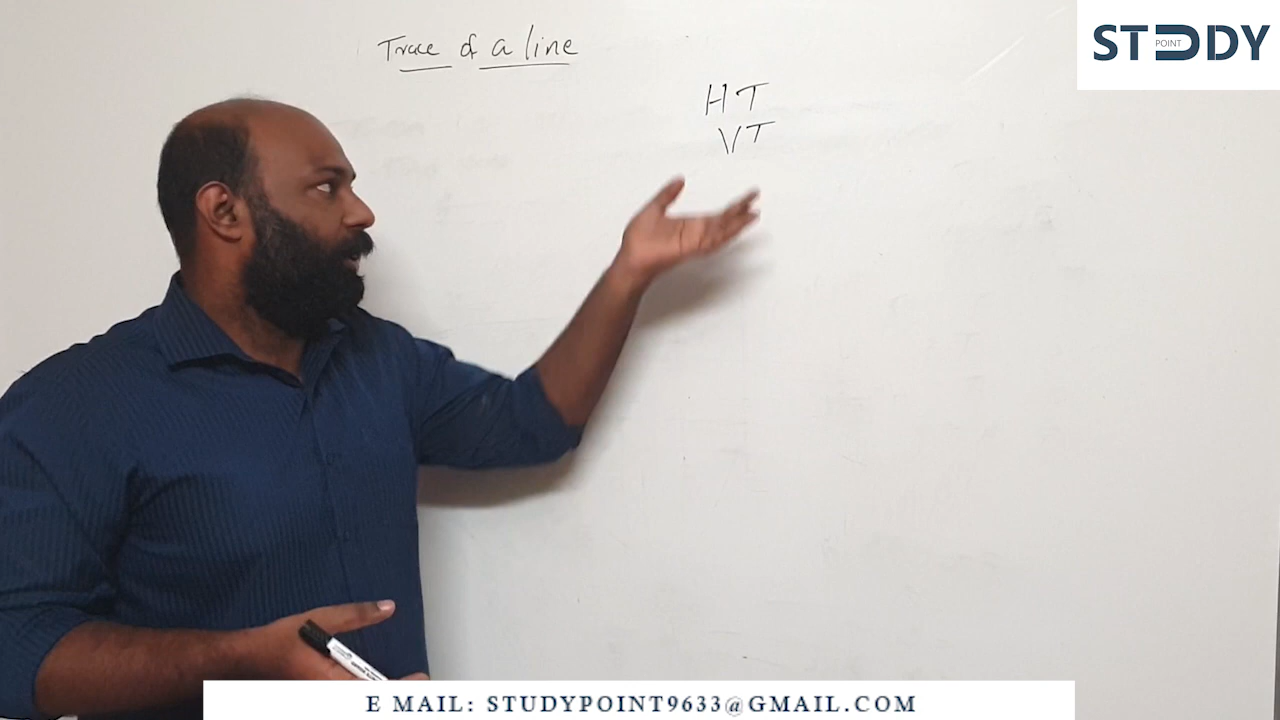 Trace of a line
HT
VT
STUDY
POINT
E MAIL: STUDYPOINT9633@GMAIL.COM